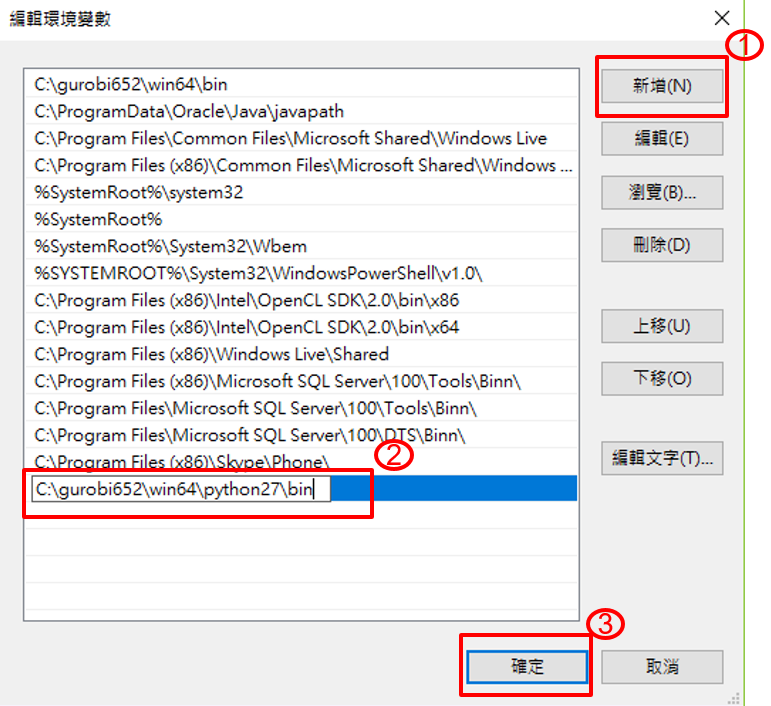 編輯環境變數
①
C:\gurobi652\win64\bin
C:\ProgramData\Oracle\Java\javapath
C:\Program Files\Common Files\Microsoft Shared\Windows Live
C:\Program Files (x86)\Common Files\Microsoft Shared\Windows ...
%SystemRoot%\system32
%SystemRoot%
%SystemRoot%\System32\Wbem
%SYSTEMROOT%\System32\WindowsPowerShell\v1.0\
C:\Program Files (x86)\Intel\OpenCL SDK\2.0\bin\x86
C:\Program Files (x86)\Intel\OpenCL SDK\2.0\bin\x64
C:\Program Files (x86)\Windows Live\Shared
C:\Program Files (x86)\Microsoft SQL Server\100\Tools\Binn\
C:\Program Files\Microsoft SQL Server\100\Tools\Binn\
C:\Program Files\Microsoft SQL Server\100\DTS\Binn\
C:\Program Files (x86)\Skype\Phone\
②
C:\gurobi652\win64\python27\bin
新增(N)
編輯(E)
瀏覽(B)...
刪除(D)
上移(U)
下移(O)
編輯文字(T)...
③
確定
取消